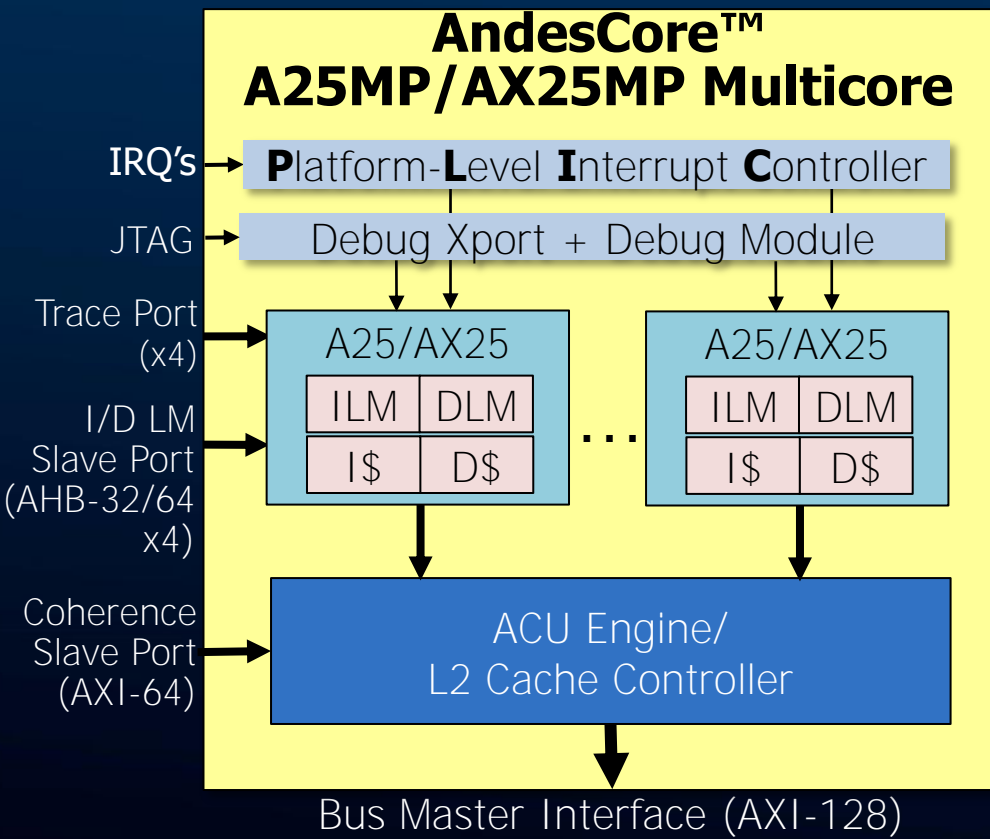 AndesCore™
A25MP/AX25MP Multicore
IRQ's
Platform-Level Interrupt Controller
JTAG
Debug Xport + Debug Module
Trace Port
(x4)
A25/AX25
ILM DLM
I$ D$
...
A25/AX25
ILM DLM
I$ D$
I/D LM
Slave Port
(AHB-32/64
x4)
Coherence
Slave Port
(AXI-64)
ACU Engine/
L2 Cache Controller
Bus Master Interface (AXI-128)